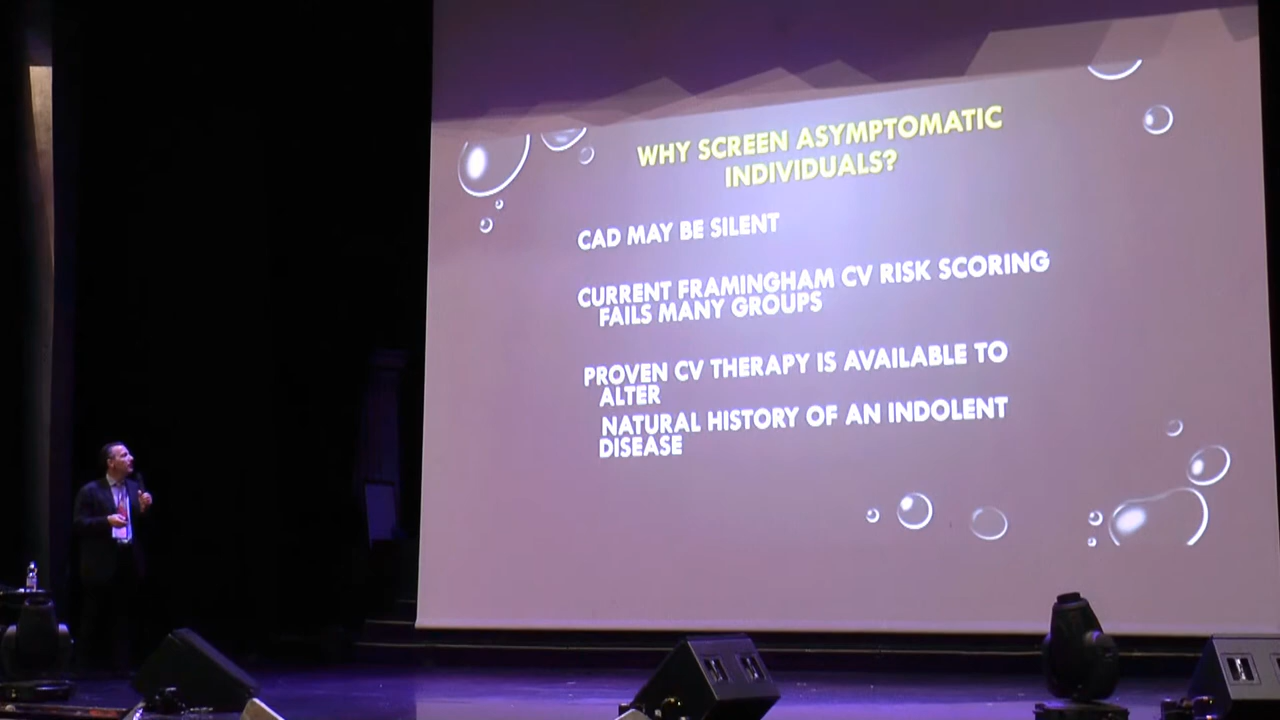 WHY SCREEN ASYMPTOMATIC
INDIVIDUALS?
CAD MAY BE SILENT
CURRENT FRAMINGHAM CV RISK SCORING
FAILS MANY GROUPS
PROVEN CV THERAPY IS AVAILABLE TO
ALTER
NATURAL HISTORY OF AN INDOLENT
DISEASE